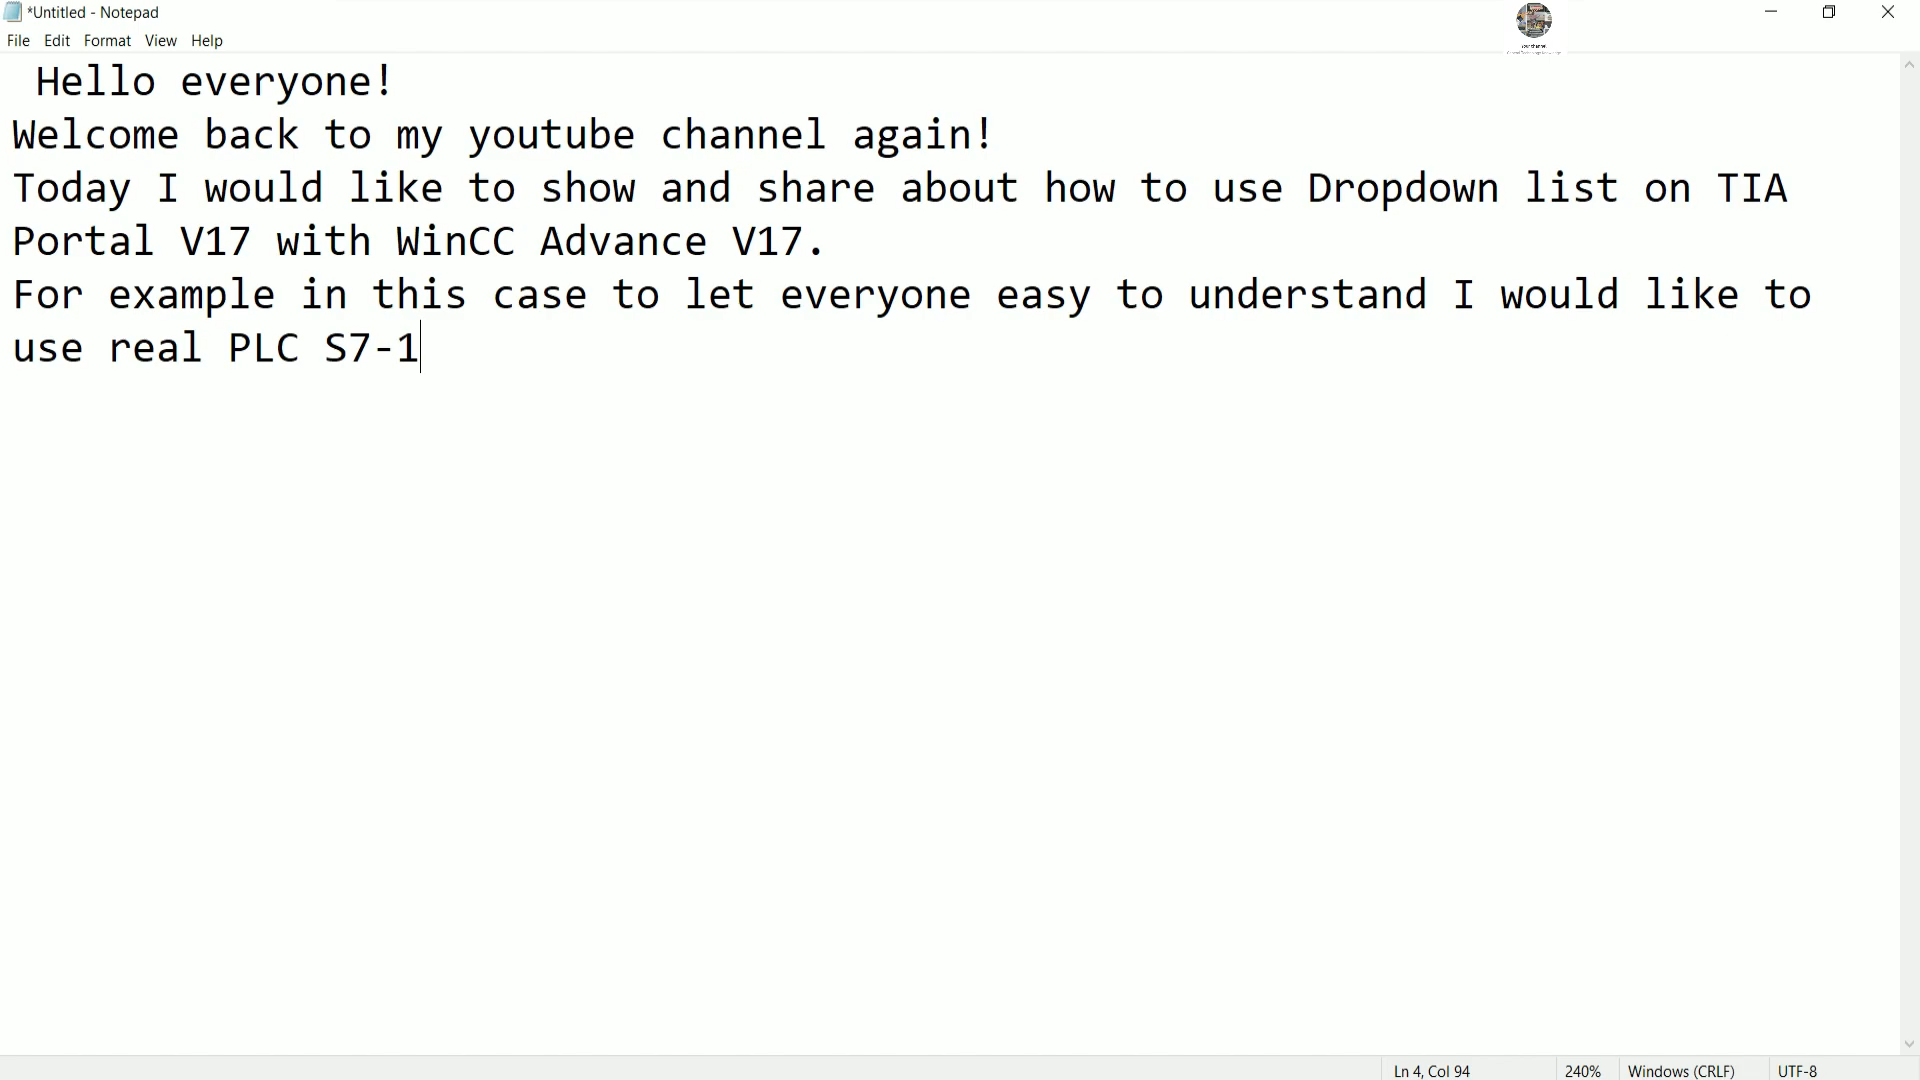 *Untitled - Notepad
File Edit Format View Help
Your channel
Hello everyone!
Welcome back to my youtube channel again!
Today I would like to show and share about how to use Dropdown list on TIA
Portal V17 with WinCC Advance V17.
For example in this case to let everyone easy to understand I would like to
use real PLC S7-1
Ln 4, Col 94 240% Windows (CRLF) UTF-8